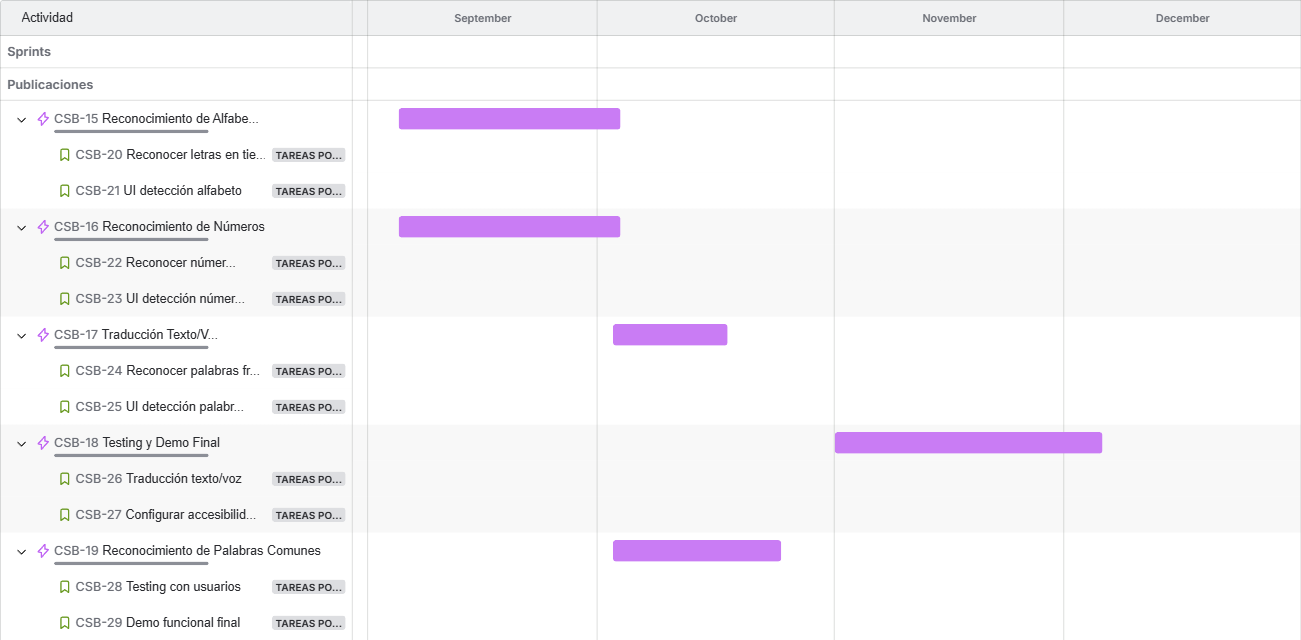 Actividad September October November December
Sprints
Publicaciones
CSB-15 Reconocimiento de Alfabe...
CSB-20 Reconocer letras en tie... TAREAS PO...
CSB-21 UI detección alfabeto TAREAS PO...
CSB-16 Reconocimiento de Números
CSB-22 Reconocer númer... TAREAS PO...
CSB-23 UI detección númer... TAREAS PO...
CSB-17 Traducción Texto/V...
CSB-24 Reconocer palabras fr... TAREAS PO...
CSB-25 UI detección palabr... TAREAS PO...
CSB-18 Testing y Demo Final
CSB-26 Traducción texto/voz TAREAS PO...
CSB-27 Configurar accesibilid... TAREAS PO...
CSB-19 Reconocimiento de Palabras Comunes
CSB-28 Testing con usuarios TAREAS PO...
CSB-29 Demo funcional final TAREAS PO...